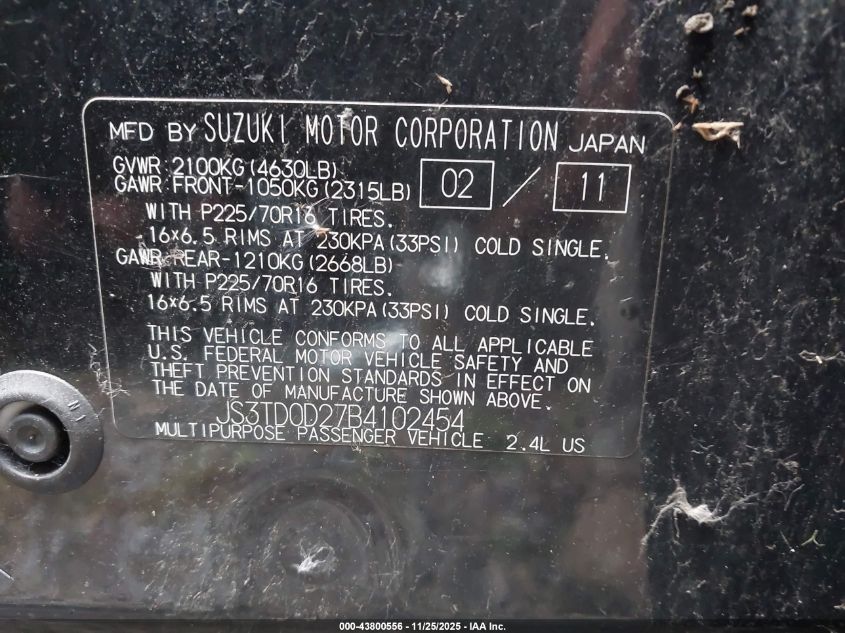 MFD BY SUZUKI MOTOR CORPORATION JAPAN
GVWR 2100KG(4630LB)
GAWR FRONT-1050KG(2315LB) 02 / 11
WITH P225/70R16 TIRES.
16×6.5 RIMS AT 230KPA(33PSI) COLD SINGLE.
GAWR REAR-1210KG(2668LB)
WITH P225/70R16 TIRES.
16×6.5 RIMS AT 230KPA(33PSI) COLD SINGLE.
THIS VEHICLE CONFORMS TO ALL APPLICABLE
U.S. FEDERAL MOTOR VEHICLE SAFETY AND
THEFT PREVENTION STANDARDS IN EFFECT ON
THE DATE OF MANUFACTURE SHOWN ABOVE.
JS3TD0D27B4102454
MULTIPURPOSE PASSENGER VEHICLE 2.4L US
000-43800556 - 11/25/2025 - IAA Inc.